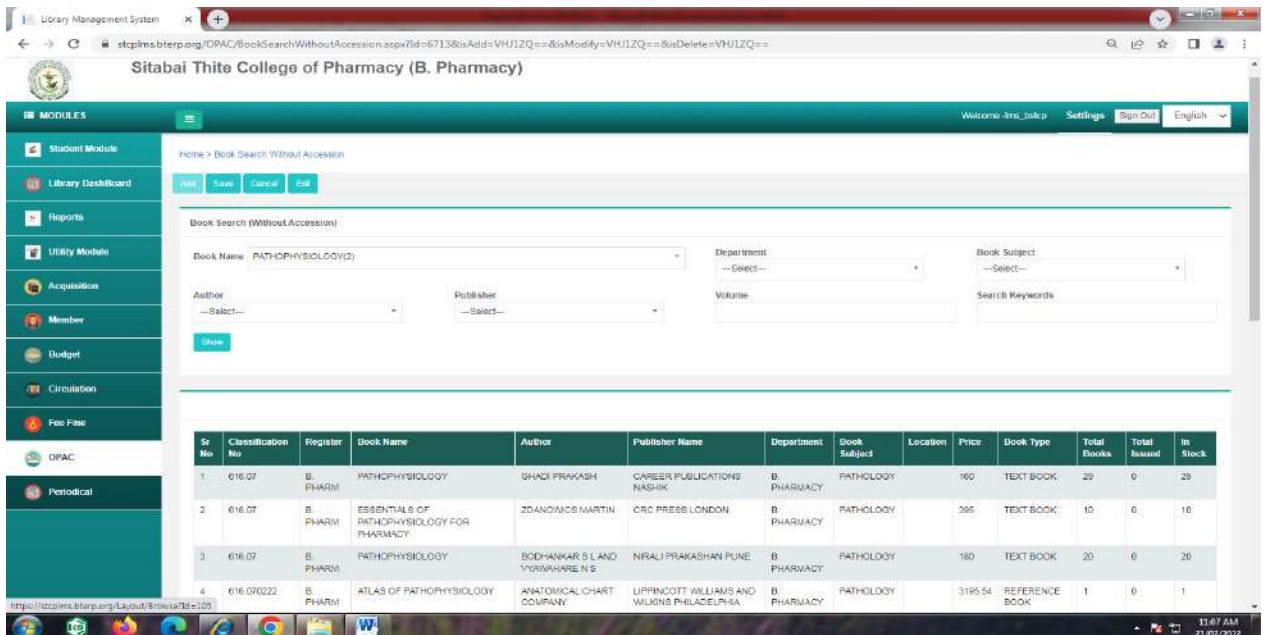 Library Management System
stcplms.bterp.org/OPAC/BookSearchWithoutAccession.aspx?Id=6713&isAdd=VHJ1ZQ==&isModify=VHJ1ZQ==&isDelete=VHJ1ZQ==
Sitabai Thite College of Pharmacy (B. Pharmacy)
MODULES
Welcome Settings Sign Out English
Student Module
Home > Book Search Without Accession
Library DashBoard
Add Save Cancel Exit
Reports
Book Search (Without Accession)
Utility Module
Book Name PATHOPHYSIOLOGY(2)
Department
---Select---
Book Subject
---Select---
Acquisition
Author
---Select---
Publisher
---Select---
Volume
Search Keywords
Member
Show
Budget
Circulation
Fee Fine
OPAC
Periodical
Sr No Classification No Register Book Name Author Publisher Name Department Book Subject Location Price Book Type Total Books Total Issued In Stock
1 616.07 B. PHARM PATHOPHYSIOLOGY GHADI PRAKASH CAREER PUBLICATIONS NASHIK B. PHARMACY PATHOLOGY 160 TEXT BOOK 29 0 29
2 616.07 B. PHARM ESSENTIALS OF PATHOPHYSIOLOGY FOR PHARMACY ZDANOWICS MARTIN CRC PRESS LONDON B. PHARMACY PATHOLOGY 395 TEXT BOOK 10 0 10
3 616.07 B. PHARM PATHOPHYSIOLOGY BODHANKAR S L AND VYAWAHARE N S NIRALI PRAKASHAN PUNE B. PHARMACY PATHOLOGY 180 TEXT BOOK 20 0 20
4 616.070222 B. PHARM ATLAS OF PATHOPHYSIOLOGY ANATOMICAL CHART COMPANY LIPPINCOTT WILLIAMS AND WILKINS PHILADELPHIA B. PHARMACY PATHOLOGY 3195.54 REFERENCE BOOK 1 0 1
https://stcplms.bterp.org/Layout/Browse?Id=105
11:07 AM